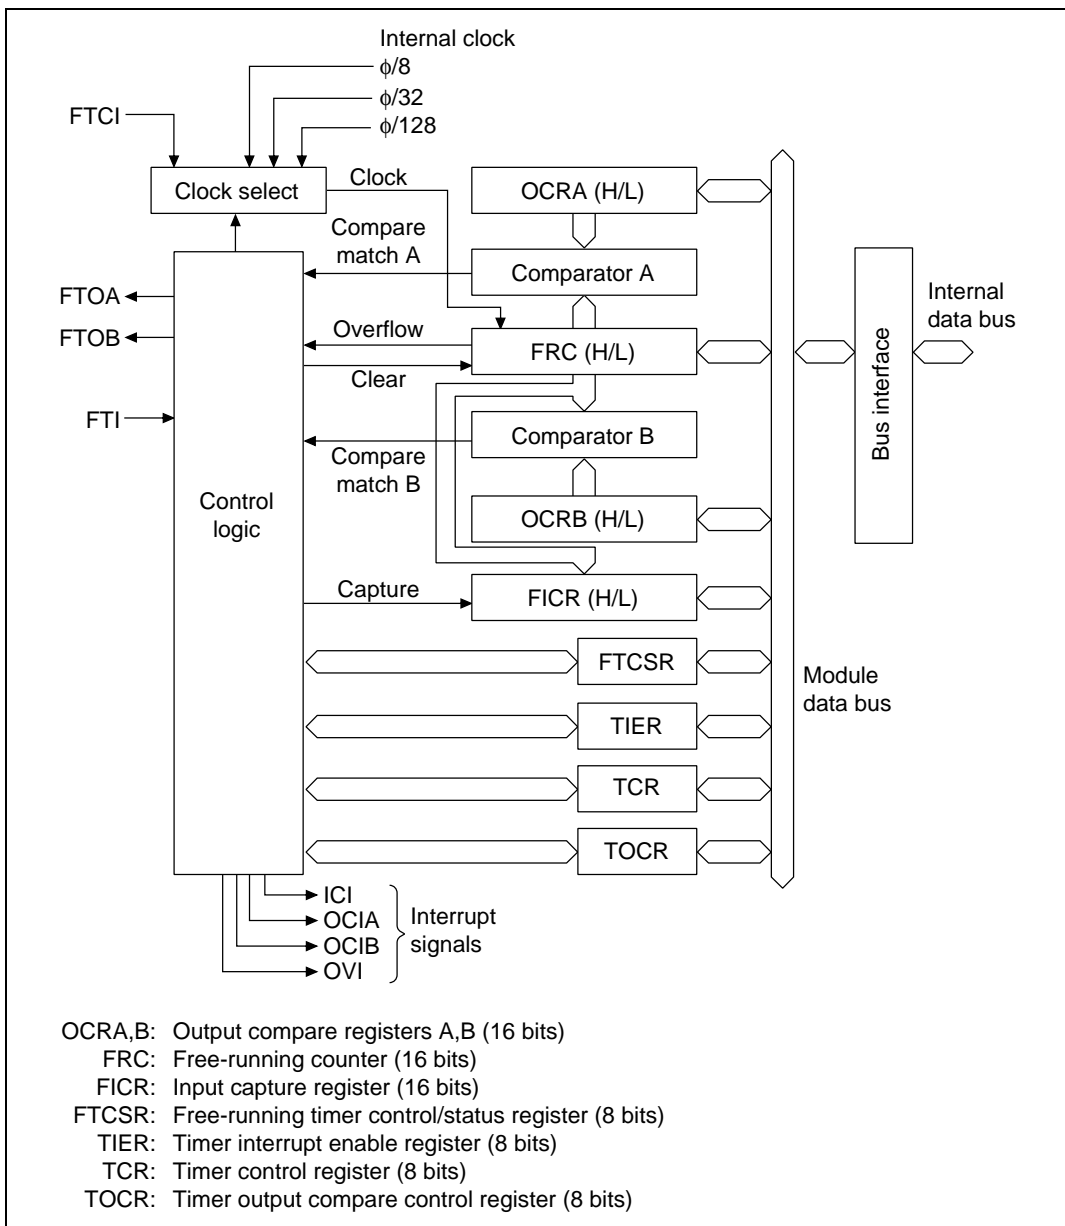 Internal clock
ϕ/8
ϕ/32
ϕ/128
FTCI
Clock select
Clock
OCRA (H/L)
Compare
match A
Comparator A
FTOA
FTOB
Overflow
FRC (H/L)
Clear
Internal
data bus
Bus interface
FTI
Comparator B
Compare
match B
Control
logic
OCRB (H/L)
Capture
FICR (H/L)
FTCSR
Module
data bus
TIER
TCR
TOCR
ICI
OCIA
OCIB
OVI
Interrupt
signals
OCRA,B: Output compare registers A,B (16 bits)
FRC: Free-running counter (16 bits)
FICR: Input capture register (16 bits)
FTCSR: Free-running timer control/status register (8 bits)
TIER: Timer interrupt enable register (8 bits)
TCR: Timer control register (8 bits)
TOCR: Timer output compare control register (8 bits)